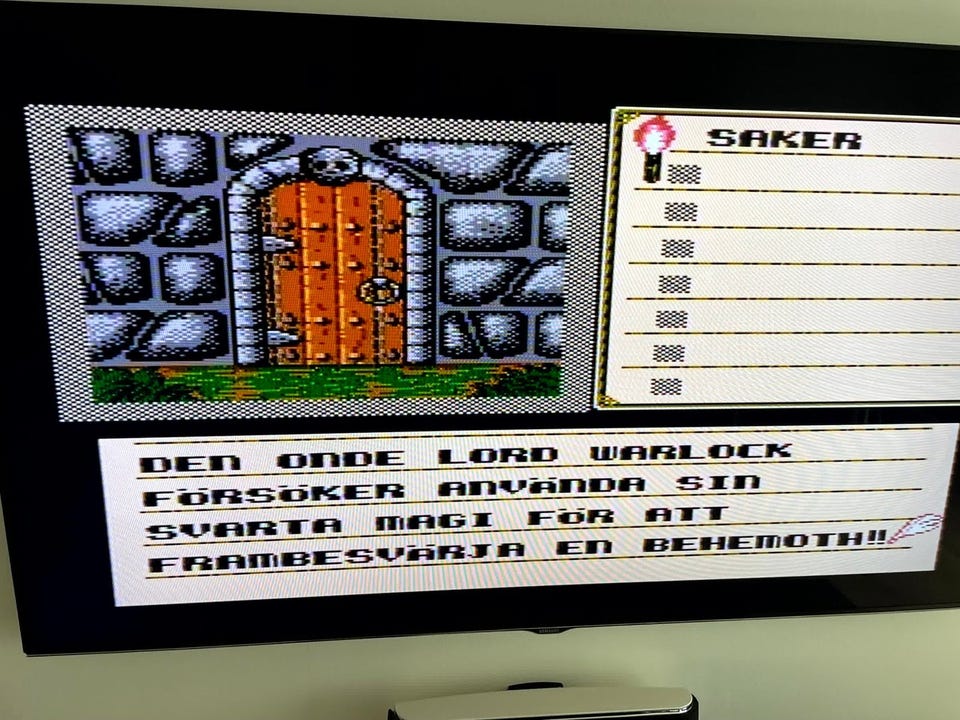 SAKER
DEN ONDE LORD WARLOCK
FÖRSÖKER ANVÄNDA SIN
SVARTA MAGI FÖR ATT
FRAMBESVÄRJA EN BEHEMOTH!!